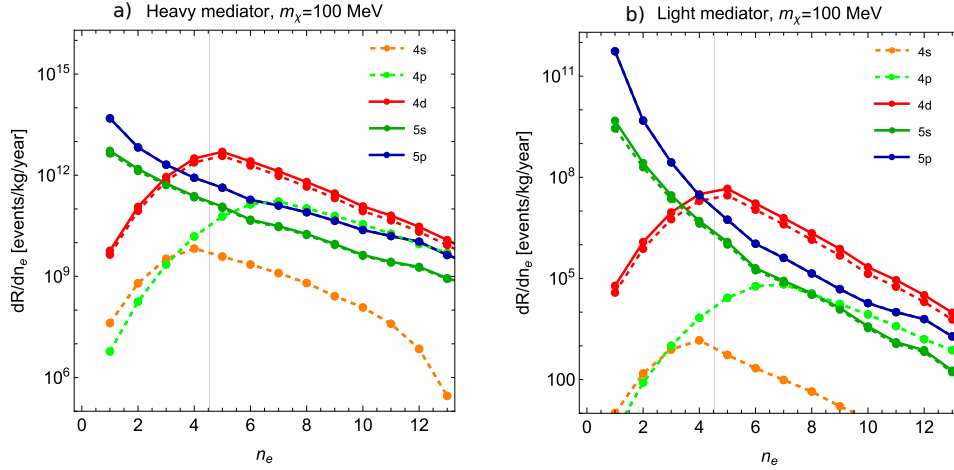 a) Heavy mediator, mχ=100 MeV
10^15
10^12
10^9
10^6
dR/dne [events/kg/year]
4s
4p
4d
5s
5p
0 2 4 6 8 10 12
ne
b) Light mediator, mχ=100 MeV
10^11
10^8
10^5
100
dR/dne [events/kg/year]
4s
4p
4d
5s
5p
0 2 4 6 8 10 12
ne